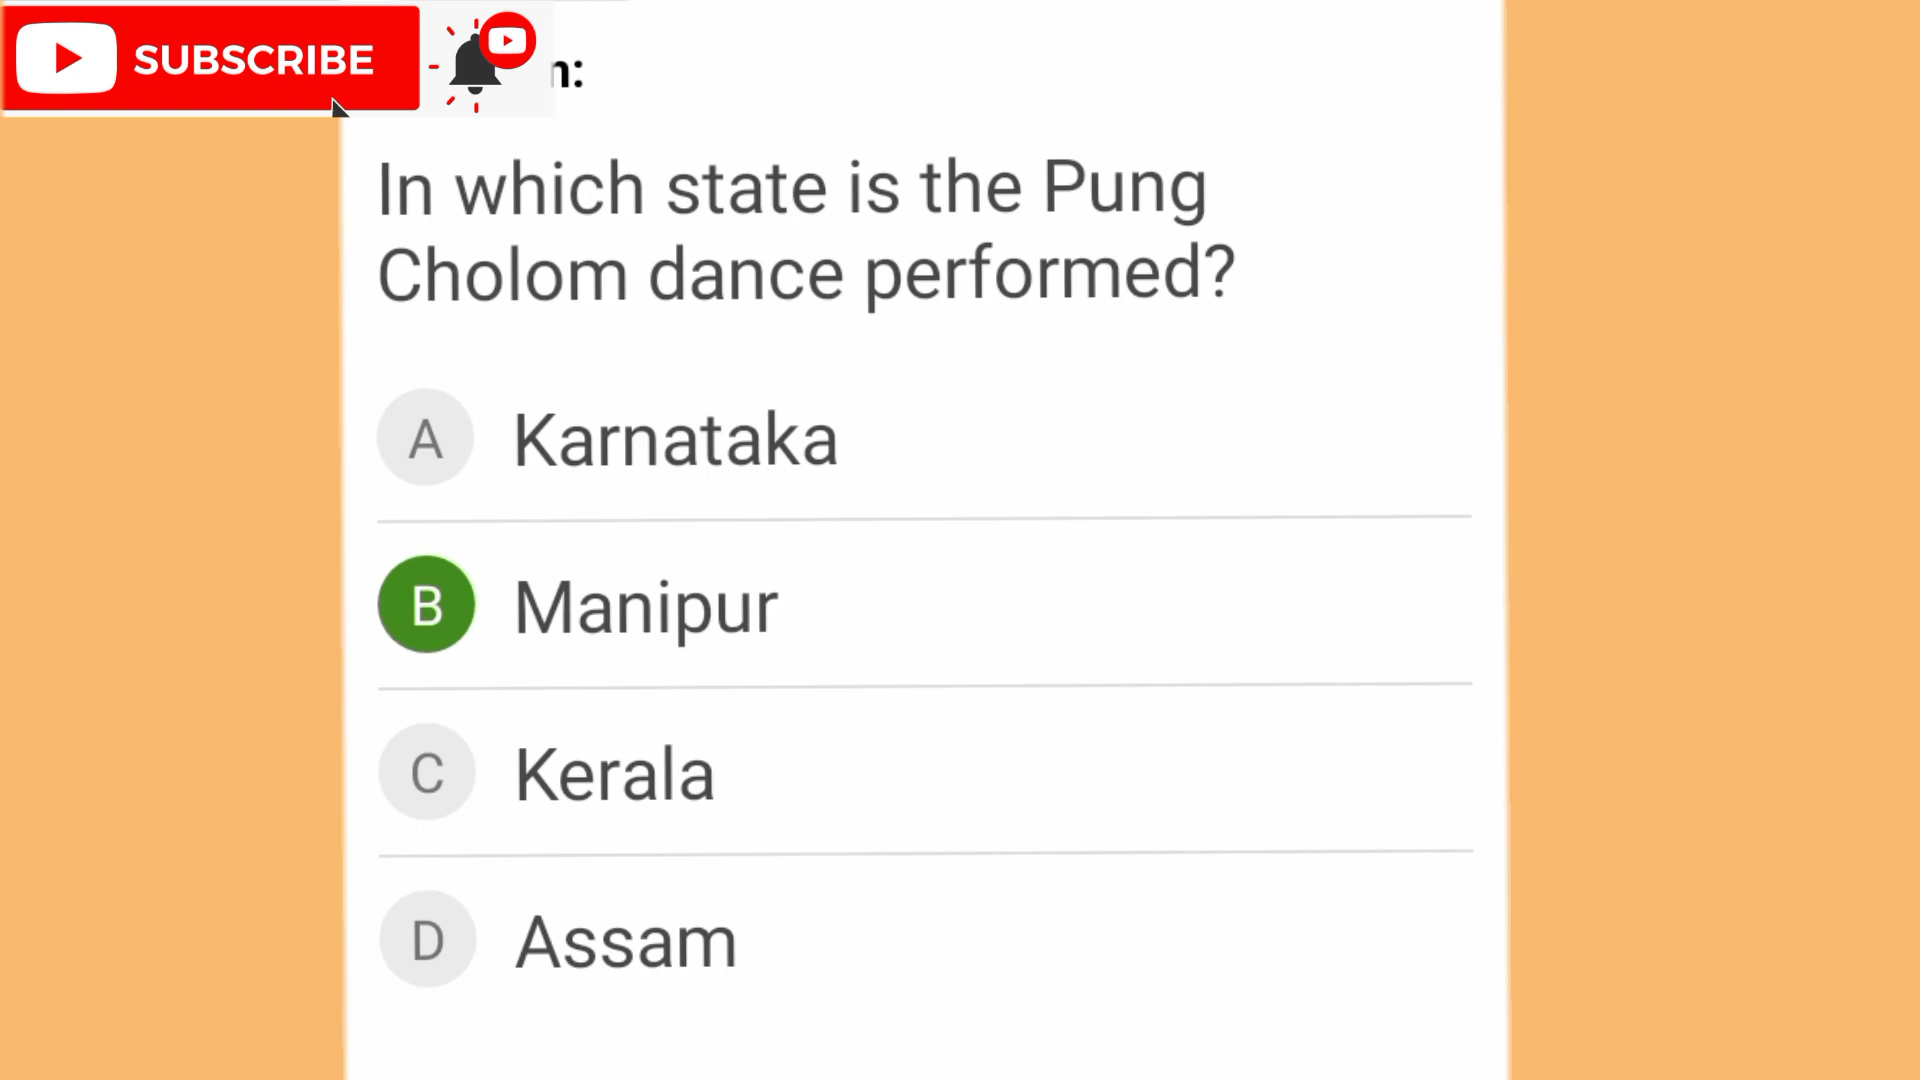 SUBSCRIBE
In which state is the Pung
Cholom dance performed?
A Karnataka
B Manipur
C Kerala
D Assam